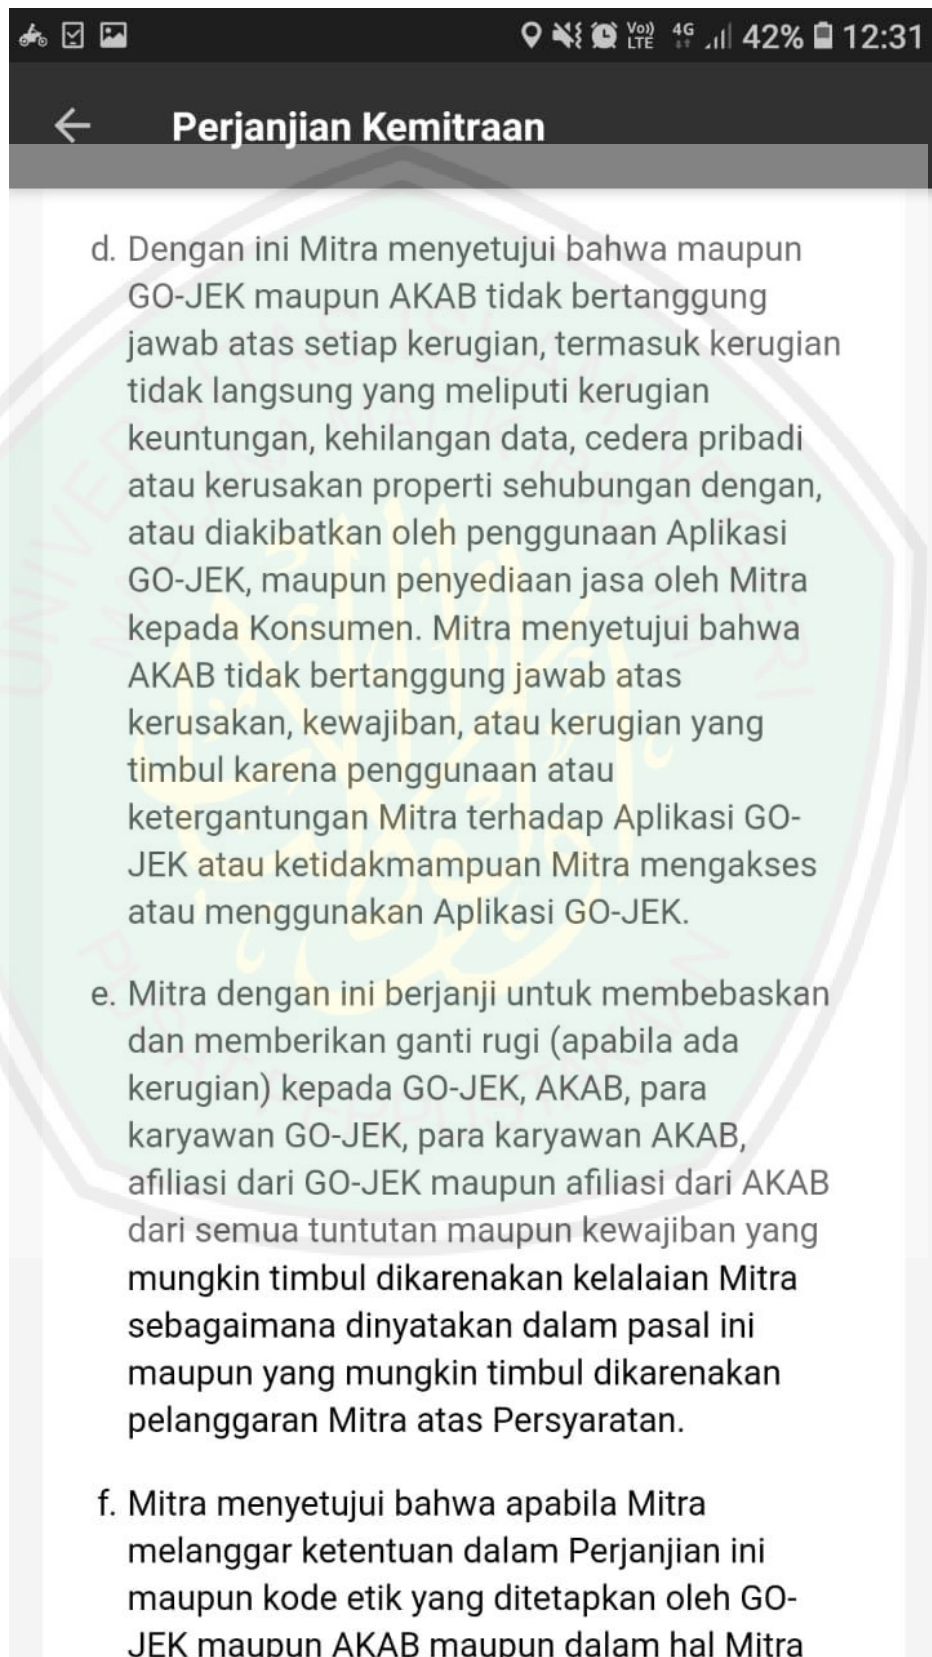 Vo)) LTE 4G 42% 12:31
Perjanjian Kemitraan
d. Dengan ini Mitra menyetujui bahwa maupun
GO-JEK maupun AKAB tidak bertanggung
jawab atas setiap kerugian, termasuk kerugian
tidak langsung yang meliputi kerugian
keuntungan, kehilangan data, cedera pribadi
atau kerusakan properti sehubungan dengan,
atau diakibatkan oleh penggunaan Aplikasi
GO-JEK, maupun penyediaan jasa oleh Mitra
kepada Konsumen. Mitra menyetujui bahwa
AKAB tidak bertanggung jawab atas
kerusakan, kewajiban, atau kerugian yang
timbul karena penggunaan atau
ketergantungan Mitra terhadap Aplikasi GO-
JEK atau ketidakmampuan Mitra mengakses
atau menggunakan Aplikasi GO-JEK.
e. Mitra dengan ini berjanji untuk membebaskan
dan memberikan ganti rugi (apabila ada
kerugian) kepada GO-JEK, AKAB, para
karyawan GO-JEK, para karyawan AKAB,
afiliasi dari GO-JEK maupun afiliasi dari AKAB
dari semua tuntutan maupun kewajiban yang
mungkin timbul dikarenakan kelalaian Mitra
sebagaimana dinyatakan dalam pasal ini
maupun yang mungkin timbul dikarenakan
pelanggaran Mitra atas Persyaratan.
f. Mitra menyetujui bahwa apabila Mitra
melanggar ketentuan dalam Perjanjian ini
maupun kode etik yang ditetapkan oleh GO-
JEK maupun AKAB maupun dalam hal Mitra